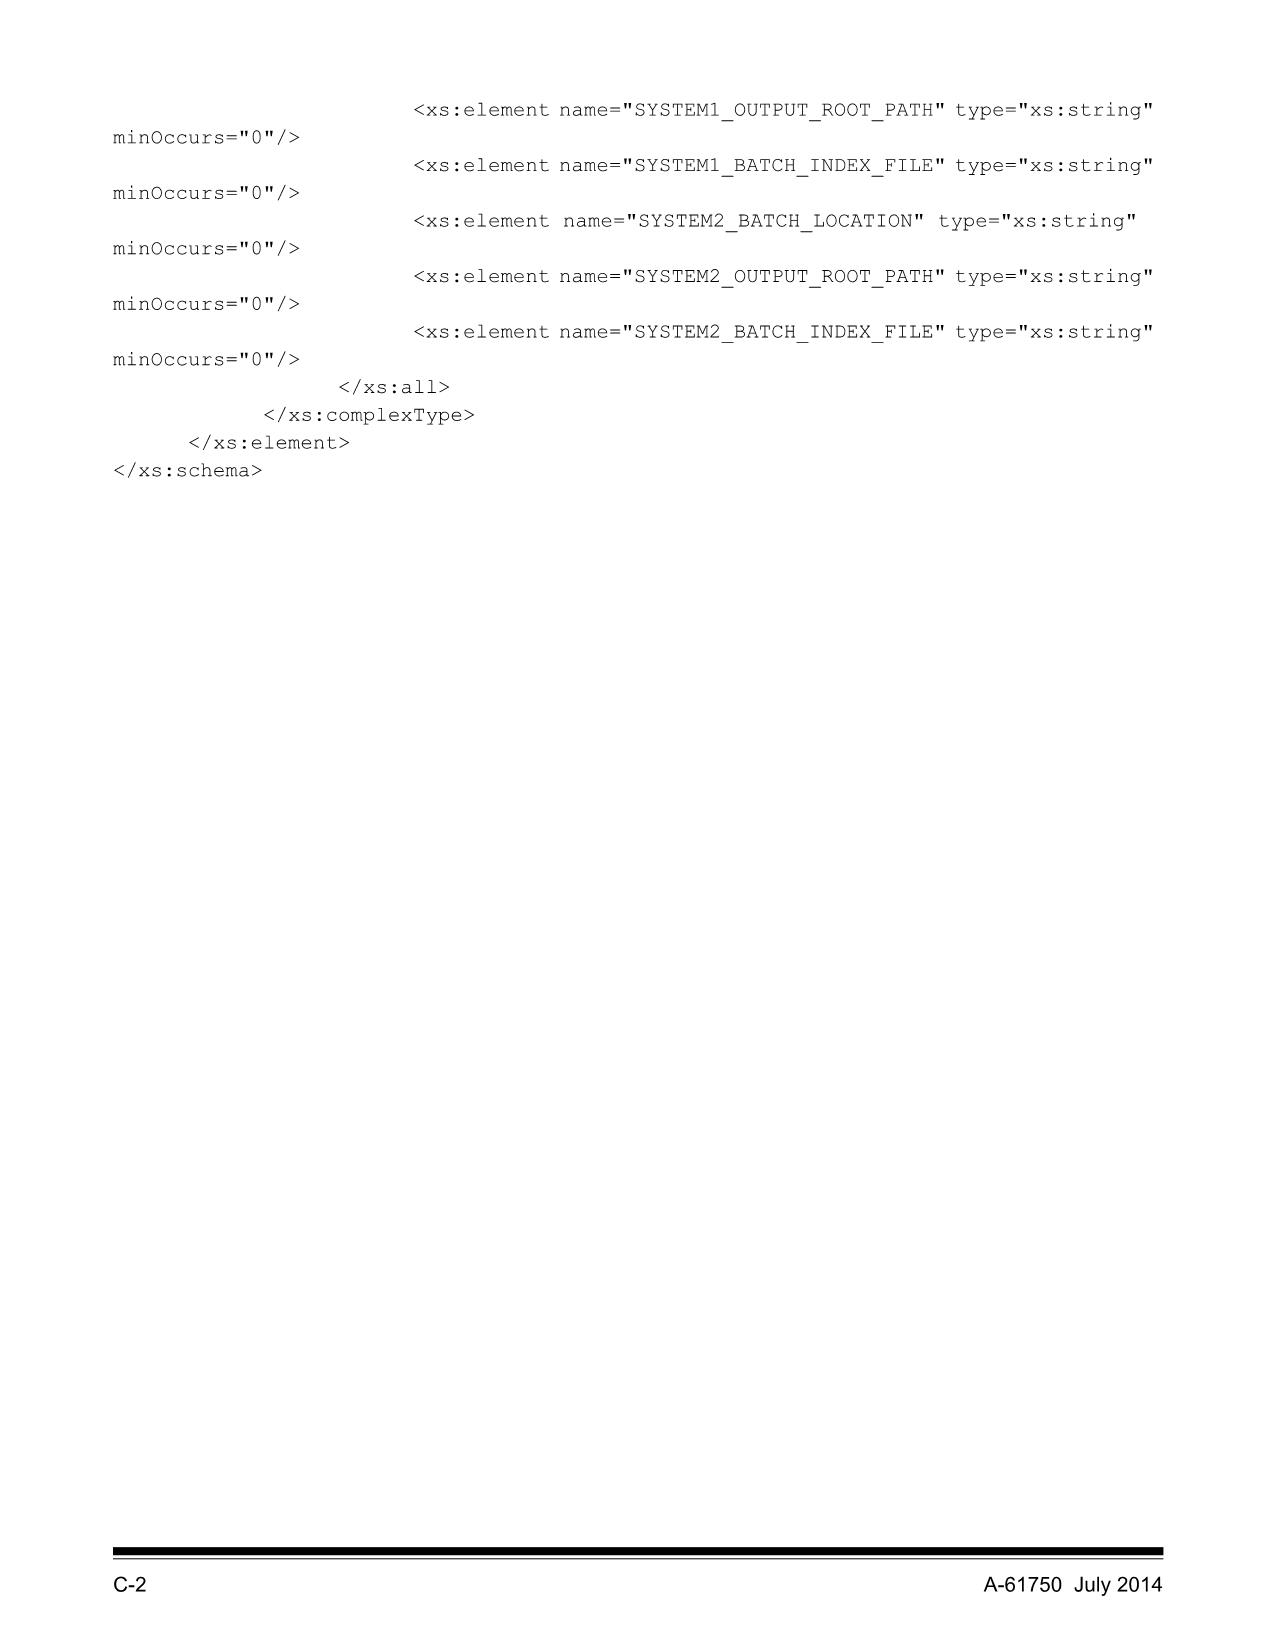 <xs:element name="SYSTEM1_OUTPUT_ROOT_PATH" type="xs:string"
minOccurs="0"/>
<xs:element name="SYSTEM1_BATCH_INDEX_FILE" type="xs:string"
minOccurs="0"/>
<xs:element name="SYSTEM2_BATCH_LOCATION" type="xs:string"
minOccurs="0"/>
<xs:element name="SYSTEM2_OUTPUT_ROOT_PATH" type="xs:string"
minOccurs="0"/>
<xs:element name="SYSTEM2_BATCH_INDEX_FILE" type="xs:string"
minOccurs="0"/>
</xs:all>
</xs:complexType>
</xs:element>
</xs:schema>
C-2 A-61750 July 2014